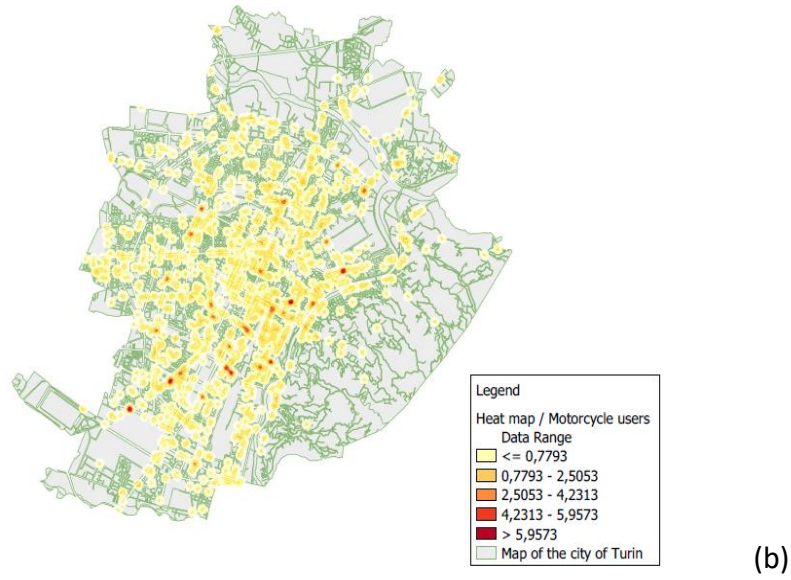 Legend
Heat map / Motorcycle users
Data Range
<= 0,7793
0,7793 - 2,5053
2,5053 - 4,2313
4,2313 - 5,9573
> 5,9573
Map of the city of Turin
(b)